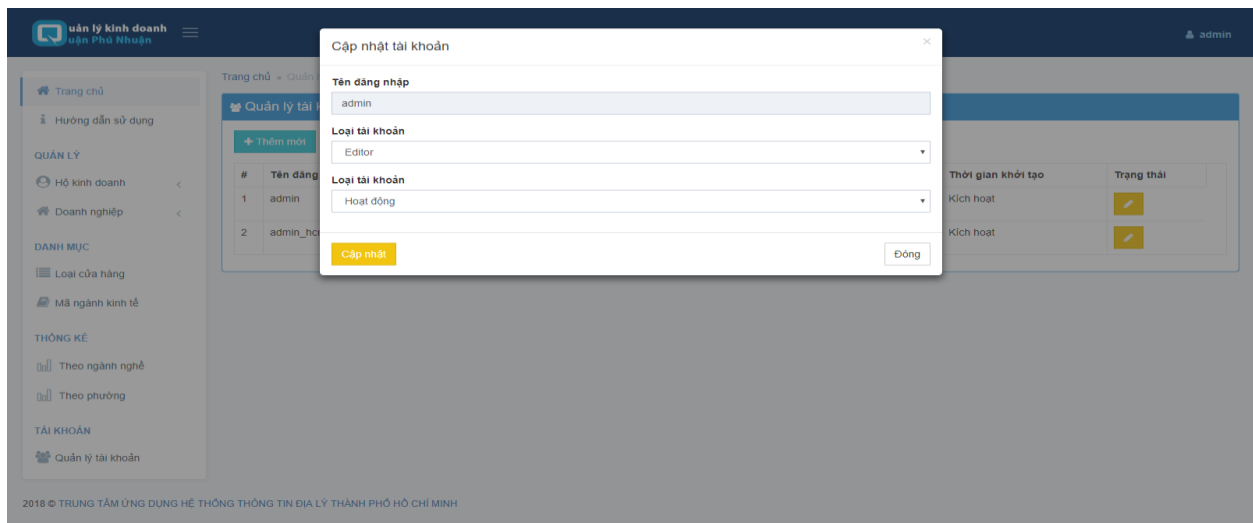 uản lý kinh doanh
uận Phú Nhuận
admin
Trang chủ
Hướng dẫn sử dụng
QUẢN LÝ
Hộ kinh doanh
Doanh nghiệp
DANH MỤC
Loại cửa hàng
Mã ngành kinh tế
THỐNG KÊ
Theo ngành nghề
Theo phường
TÀI KHOẢN
Quản lý tài khoản
Trang chủ » Quản
Quản lý tài k
Thêm mới
# Tên đăng Thời gian khởi tạo Trạng thái
1 admin Kích hoạt
2 admin_hcm Kích hoạt
Cập nhật tài khoản ×
Tên đăng nhập
admin
Loại tài khoản
Editor
Loại tài khoản
Hoạt động
Cập nhật Đóng
2018 © TRUNG TÂM ỨNG DỤNG HỆ THỐNG THÔNG TIN ĐỊA LÝ THÀNH PHỐ HỒ CHÍ MINH